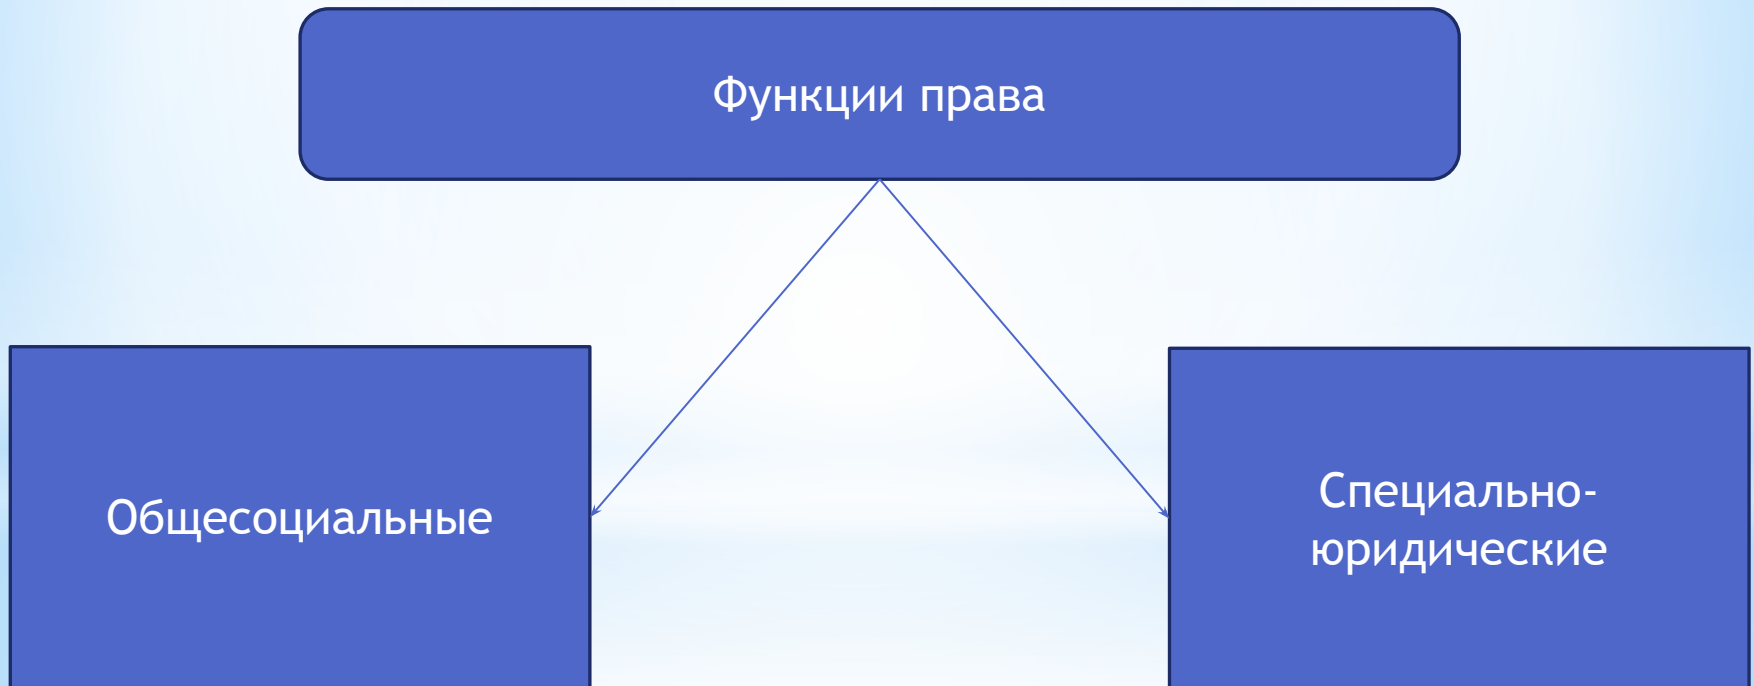 Функции права
Общесоциальные
Специально-
юридические